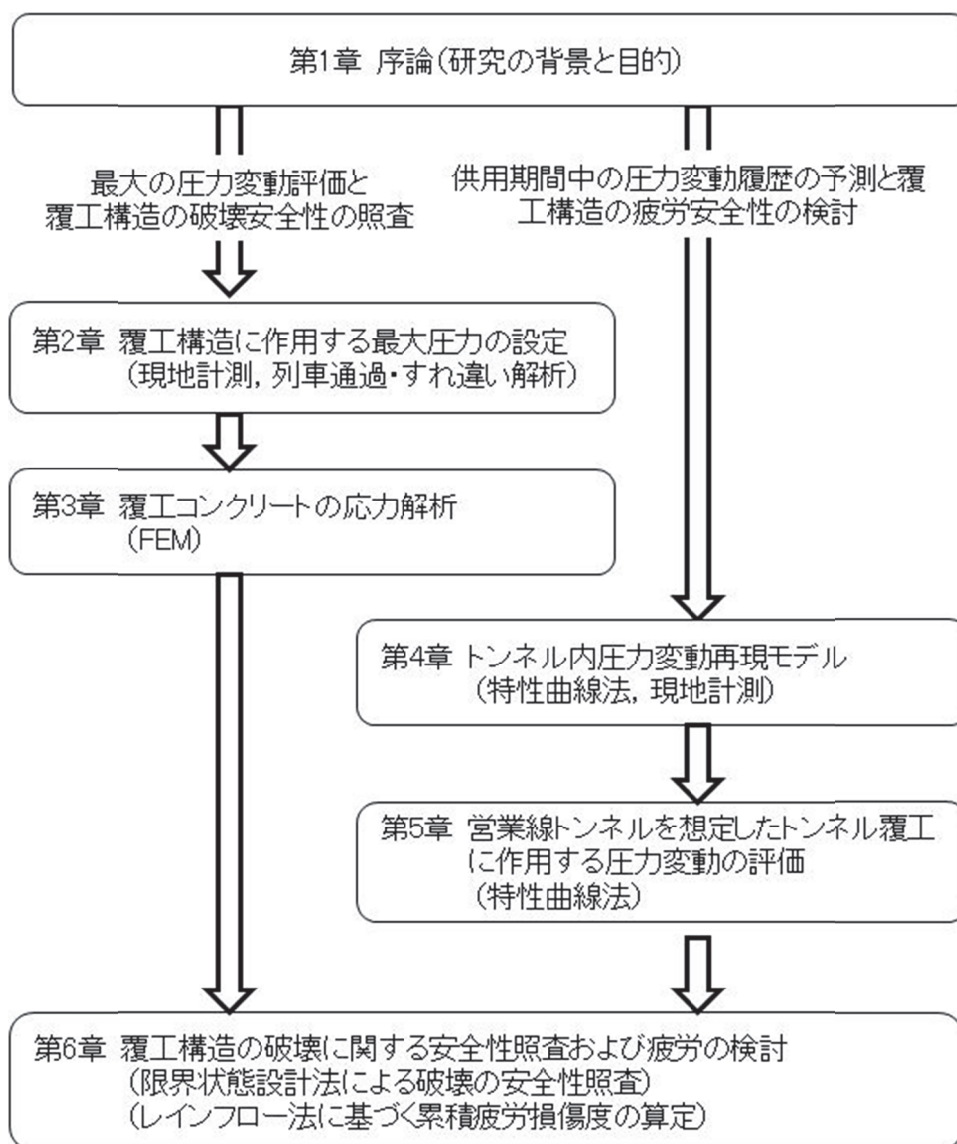 第1章 序論(研究の背景と目的)
最大の圧力変動評価と
覆工構造の破壊安全性の照査
供用期間中の圧力変動履歴の予測と覆
工構造の疲労安全性の検討
第2章 覆工構造に作用する最大圧力の設定
(現地計測, 列車通過・すれ違い解析)
第3章 覆工コンクリートの応力解析
(FEM)
第4章 トンネル内圧力変動再現モデル
(特性曲線法, 現地計測)
第5章 営業線トンネルを想定したトンネル覆工
に作用する圧力変動の評価
(特性曲線法)
第6章 覆工構造の破壊に関する安全性照査および疲労の検討
(限界状態設計法による破壊の安全性照査)
(レインフロー法に基づく累積疲労損傷度の算定)